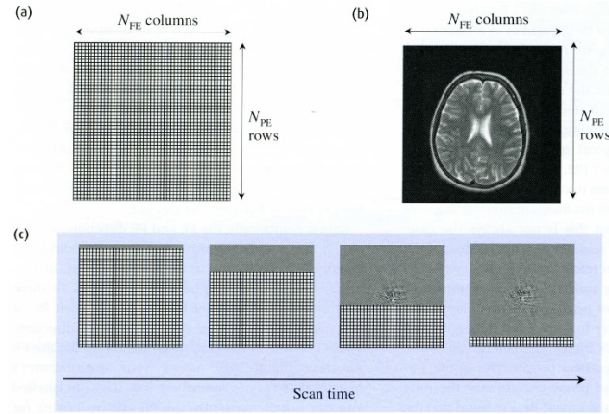 (a)
N_FE columns
N_PE
rows
(b)
N_FE columns
N_PE
rows
(c)
Scan time